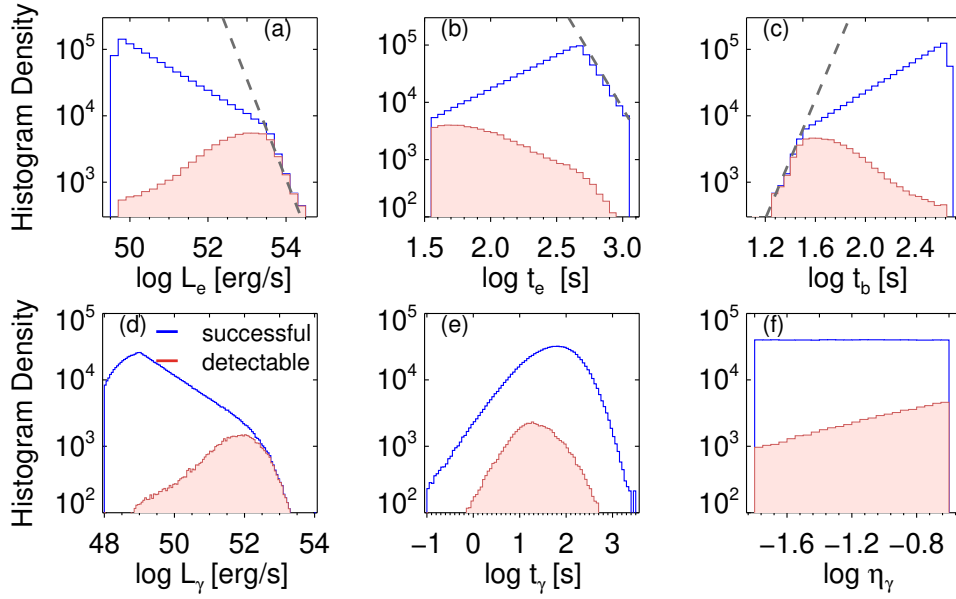 (a) (b) (c)
Histogram Density
10^5 10^5 10^5
10^4 10^4 10^4
10^3 10^3 10^3
10^2 10^2
50 52 54 1.5 2.0 2.5 3.0 1.2 1.6 2.0 2.4
log L_e [erg/s] log t_e [s] log t_b [s]
(d) (e) (f)
successful
detectable
Histogram Density
10^5 10^5 10^5
10^4 10^4 10^4
10^3 10^3 10^3
10^2 10^2 10^2
48 50 52 54 −1 0 1 2 3 −1.6 −1.2 −0.8
log L_γ [erg/s] log t_γ [s] log η_γ